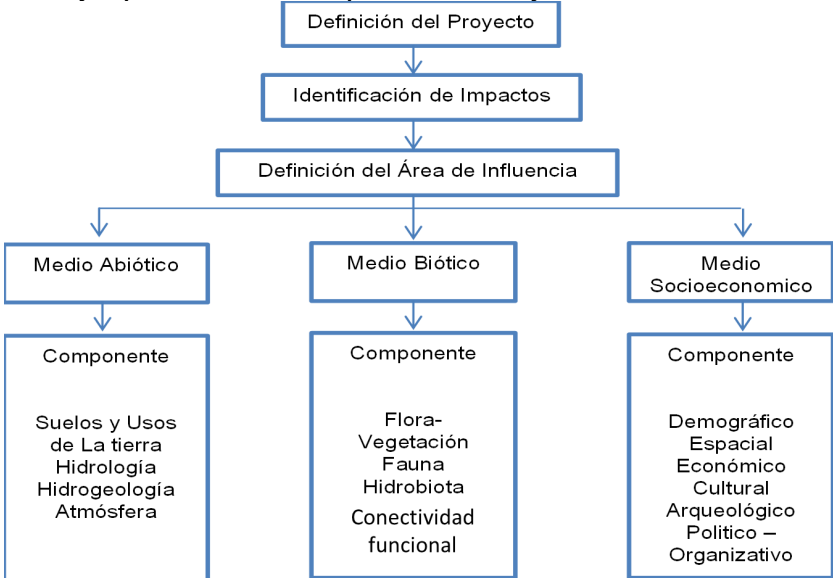 Definición del Proyecto
Identificación de Impactos
Definición del Área de Influencia
Medio Abiótico
Medio Biótico
Medio
Socioeconomico
Componente
Suelos y Usos
de La tierra
Hidrología
Hidrogeología
Atmósfera
Componente
Flora-
Vegetación
Fauna
Hidrobiota
Conectividad
funcional
Componente
Demográfico
Espacial
Económico
Cultural
Arqueológico
Politico –
Organizativo